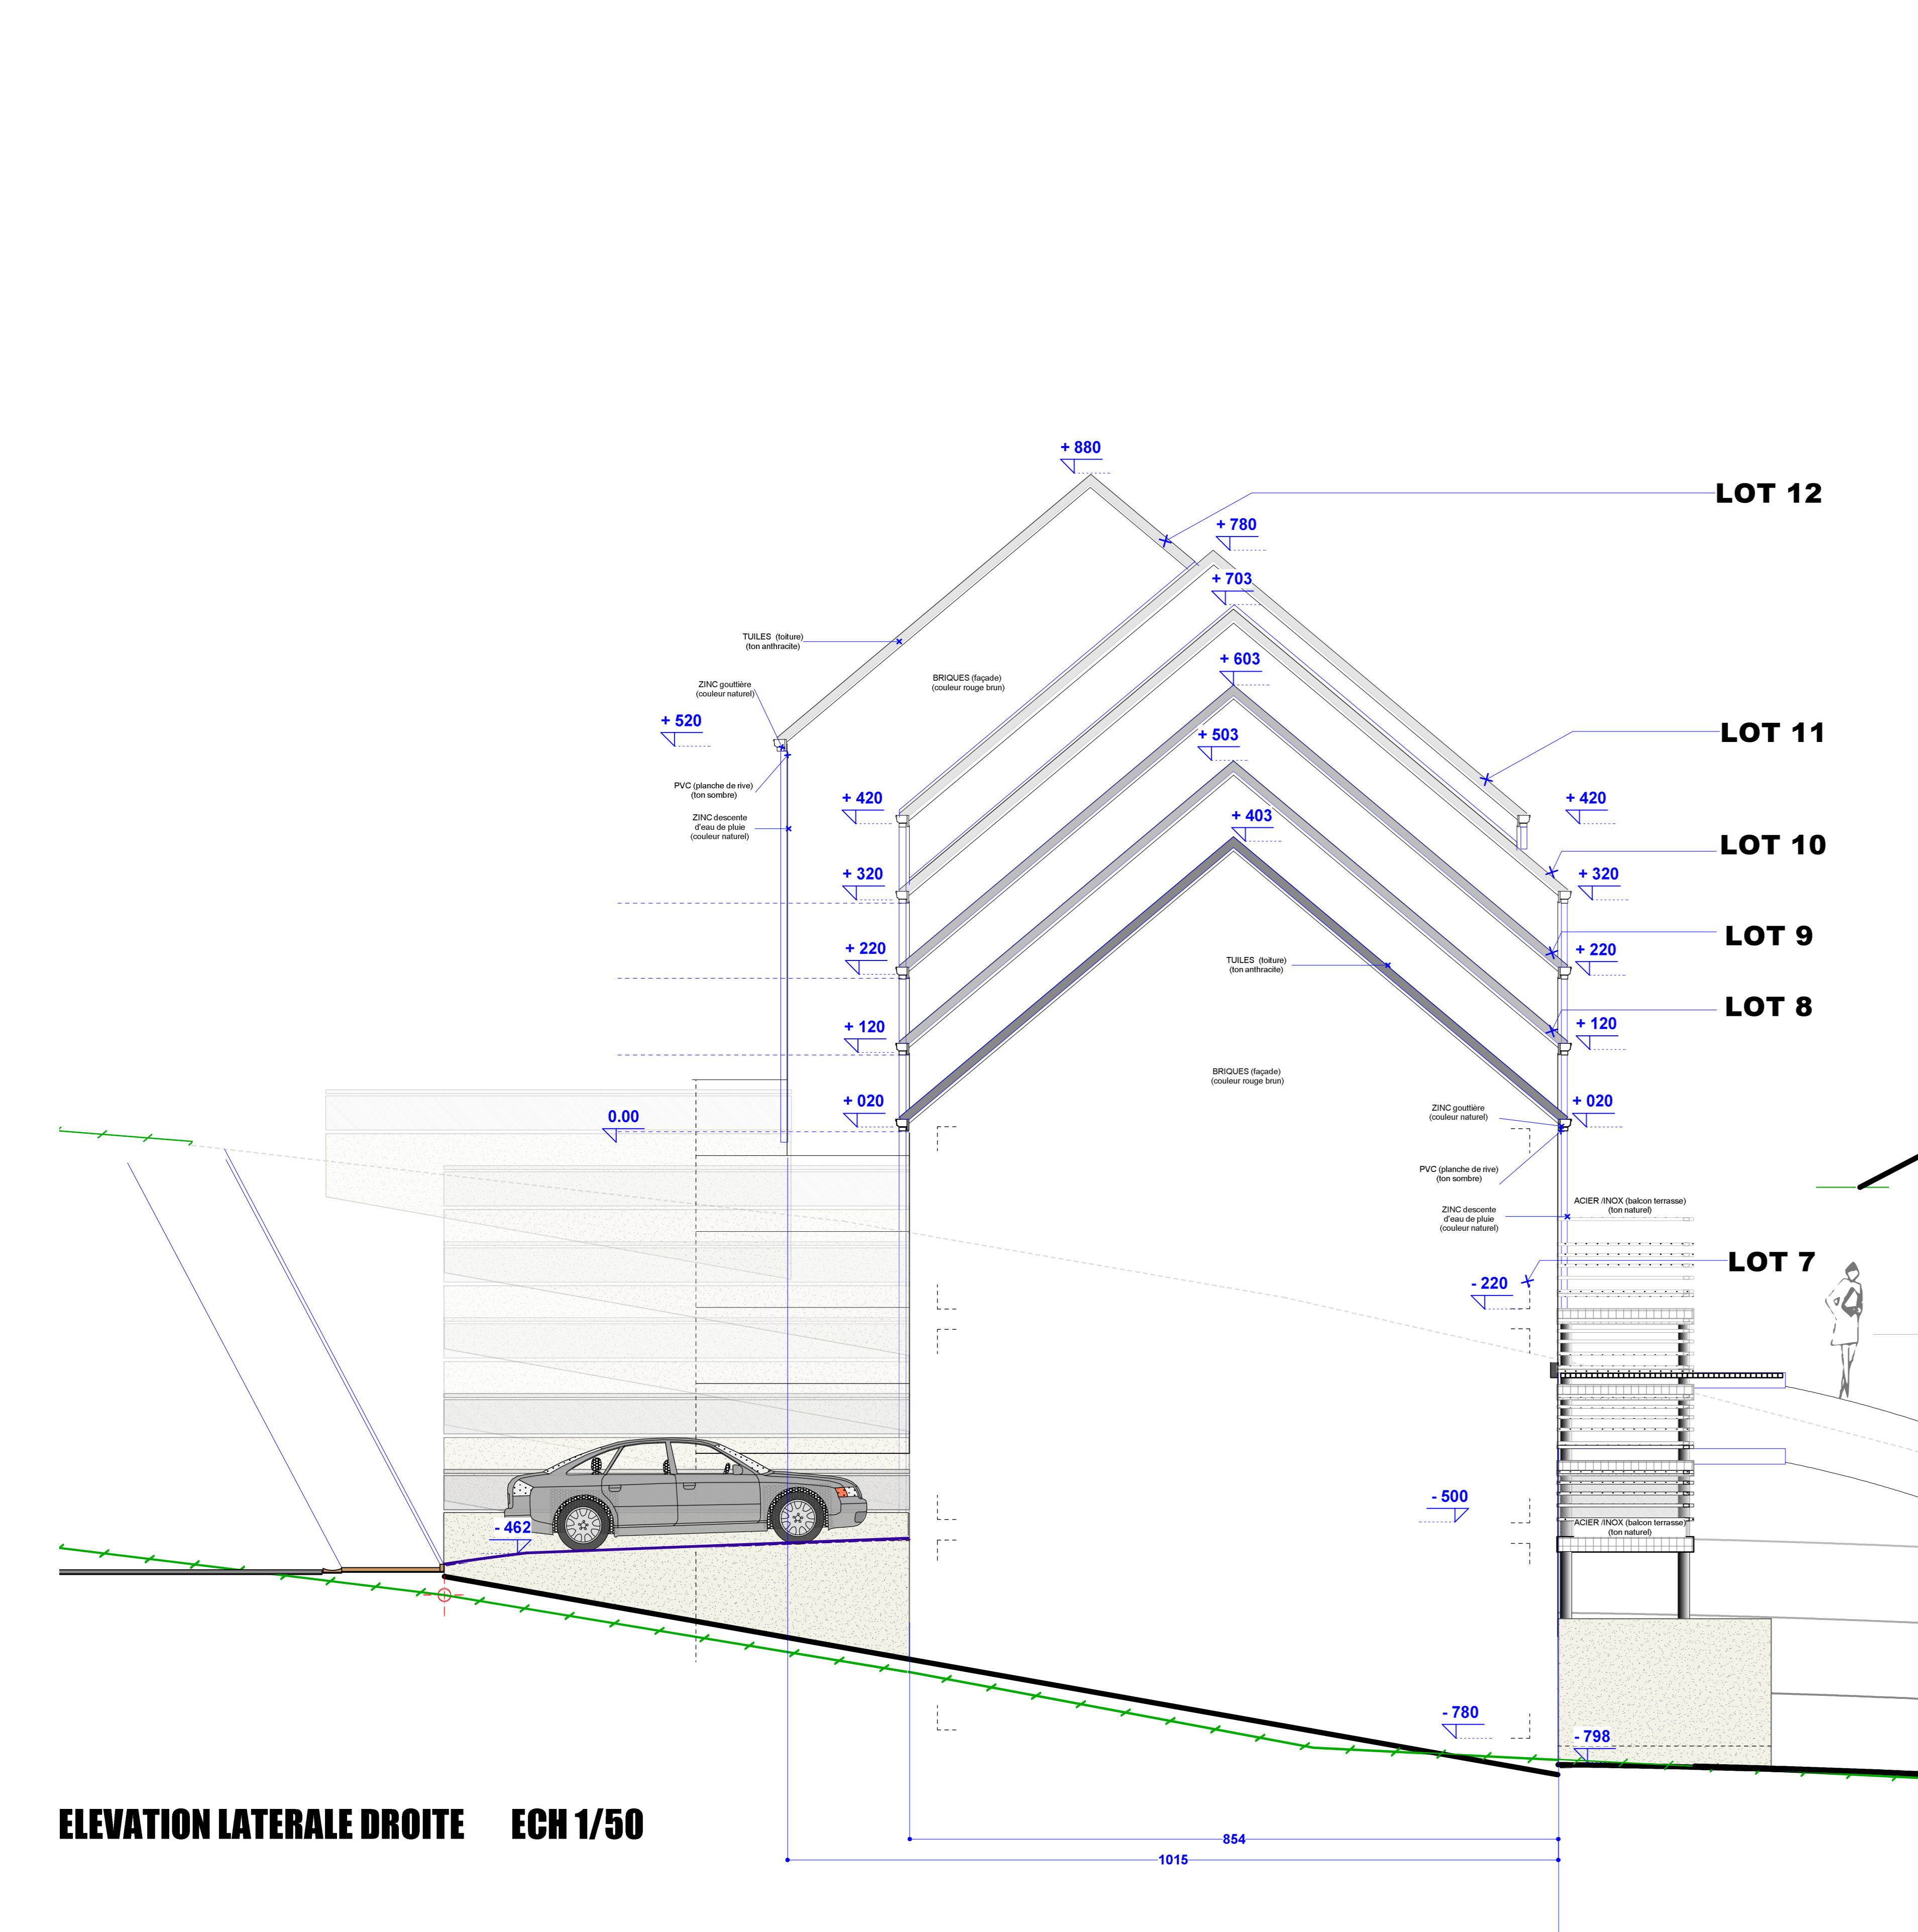 + 880
LOT 12
+ 780
+ 703
TUILES (toiture)
(ton anthracite)
+ 603
BRIQUES (façade)
(couleur rouge brun)
ZINC gouttière
(couleur naturel)
+ 520
+ 503
LOT 11
PVC (planche de rive)
(ton sombre)
+ 420
+ 420
ZINC descente
d'eau de pluie
(couleur naturel)
+ 403
LOT 10
+ 320
+ 320
LOT 9
+ 220
+ 220
TUILES (toiture)
(ton anthracite)
LOT 8
+ 120
+ 120
BRIQUES (façade)
(couleur rouge brun)
+ 020
+ 020
0.00
ZINC gouttière
(couleur naturel)
PVC (planche de rive)
(ton sombre)
ACIER /INOX (balcon terrasse)
(ton naturel)
ZINC descente
d'eau de pluie
(couleur naturel)
LOT 7
- 220
- 500
- 462
ACIER /INOX (balcon terrasse)
(ton naturel)
- 780
- 798
ELEVATION LATERALE DROITE ECH 1/50
854
1015